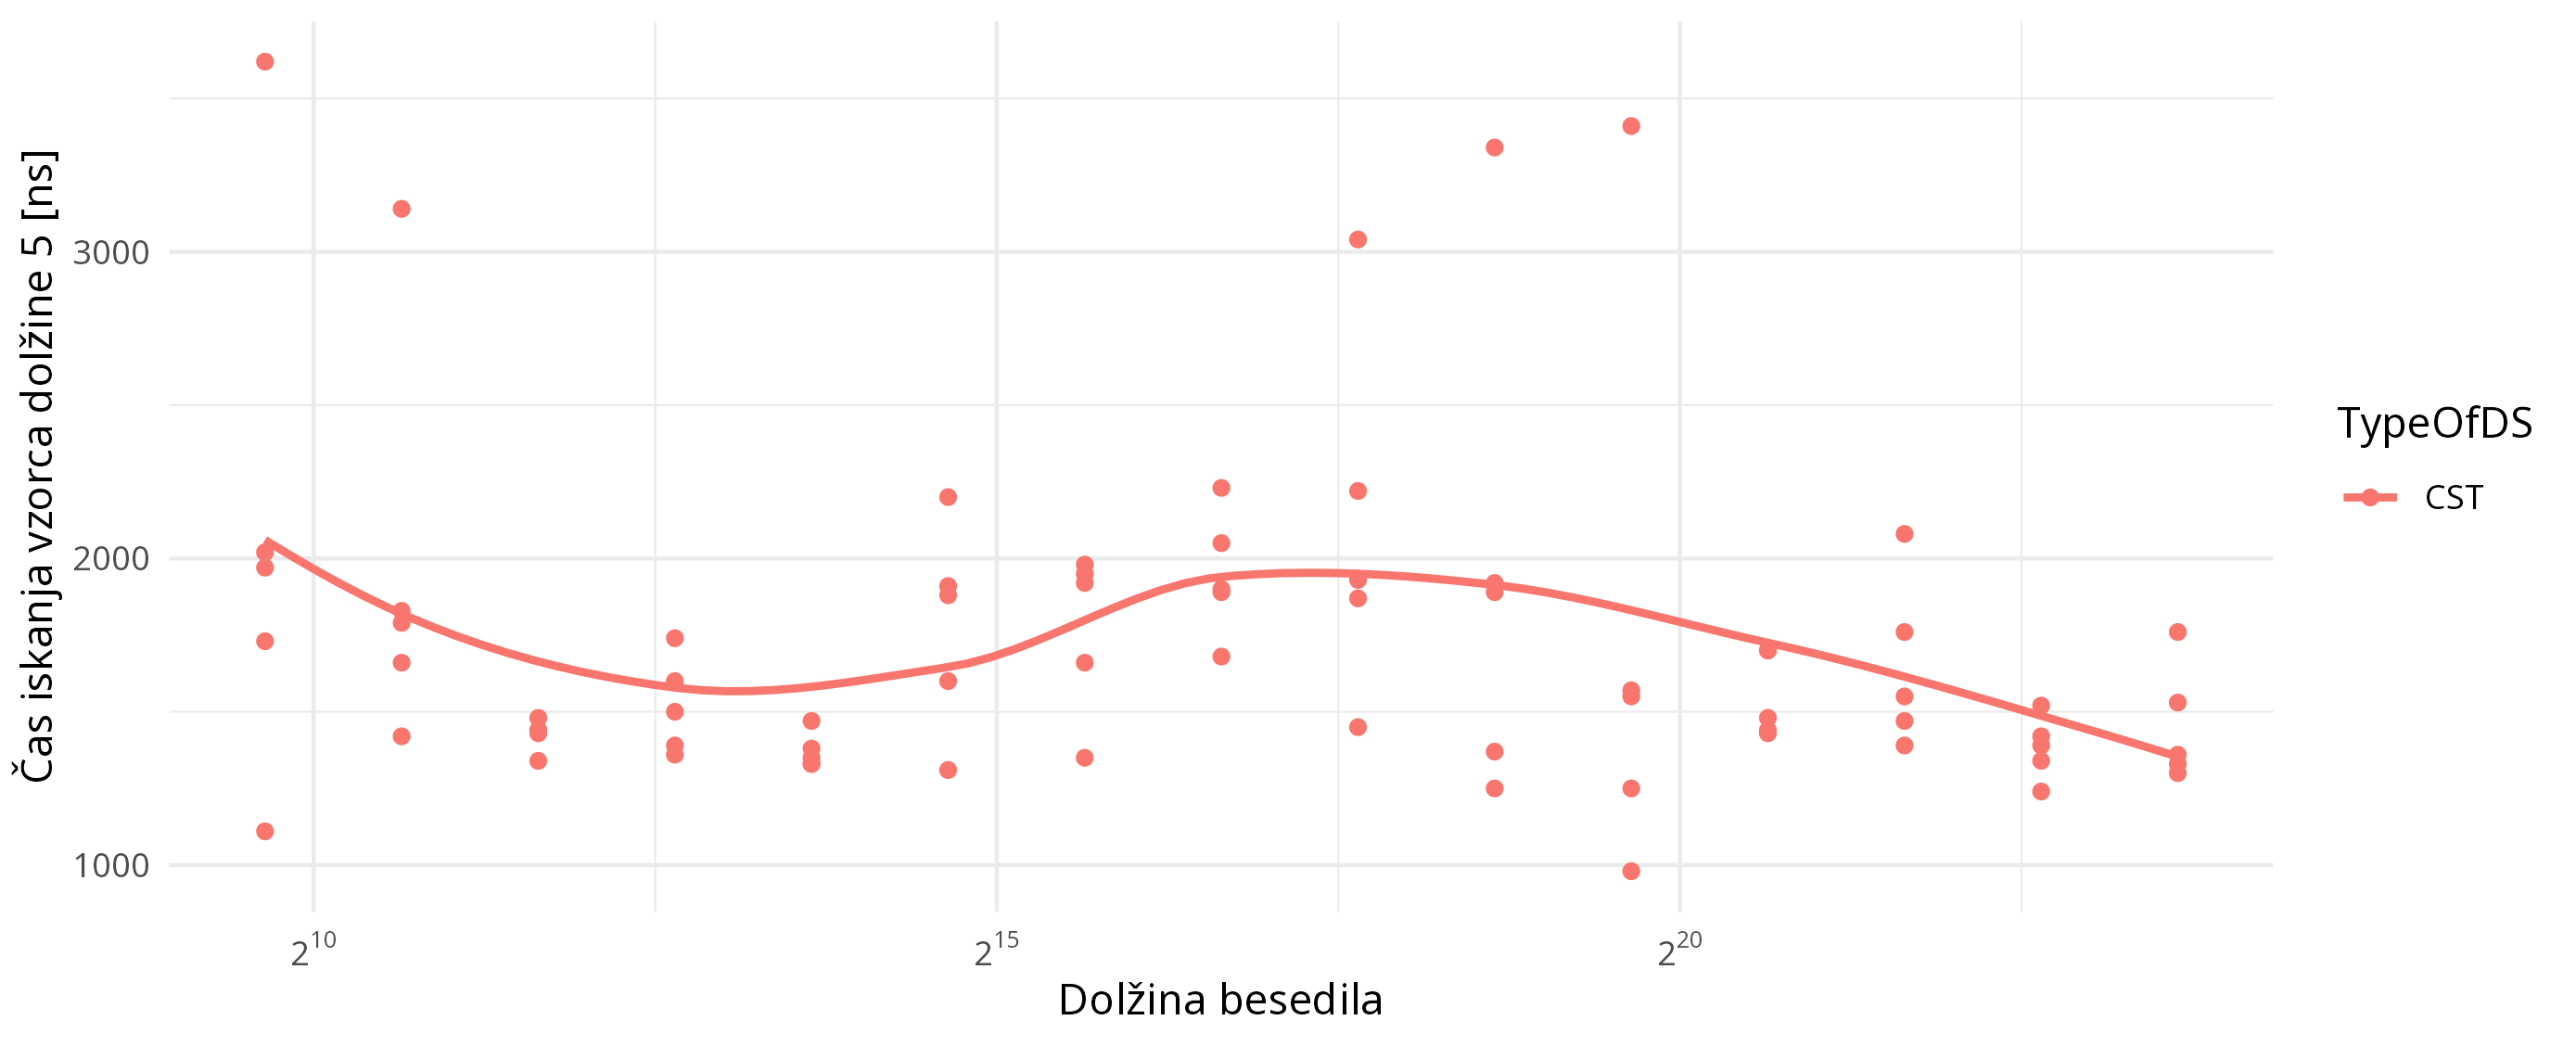 Čas iskanja vzorca dolžine 5 [ns]
3000
2000
1000
2^10
2^15
2^20
Dolžina besedila
TypeOfDS
CST